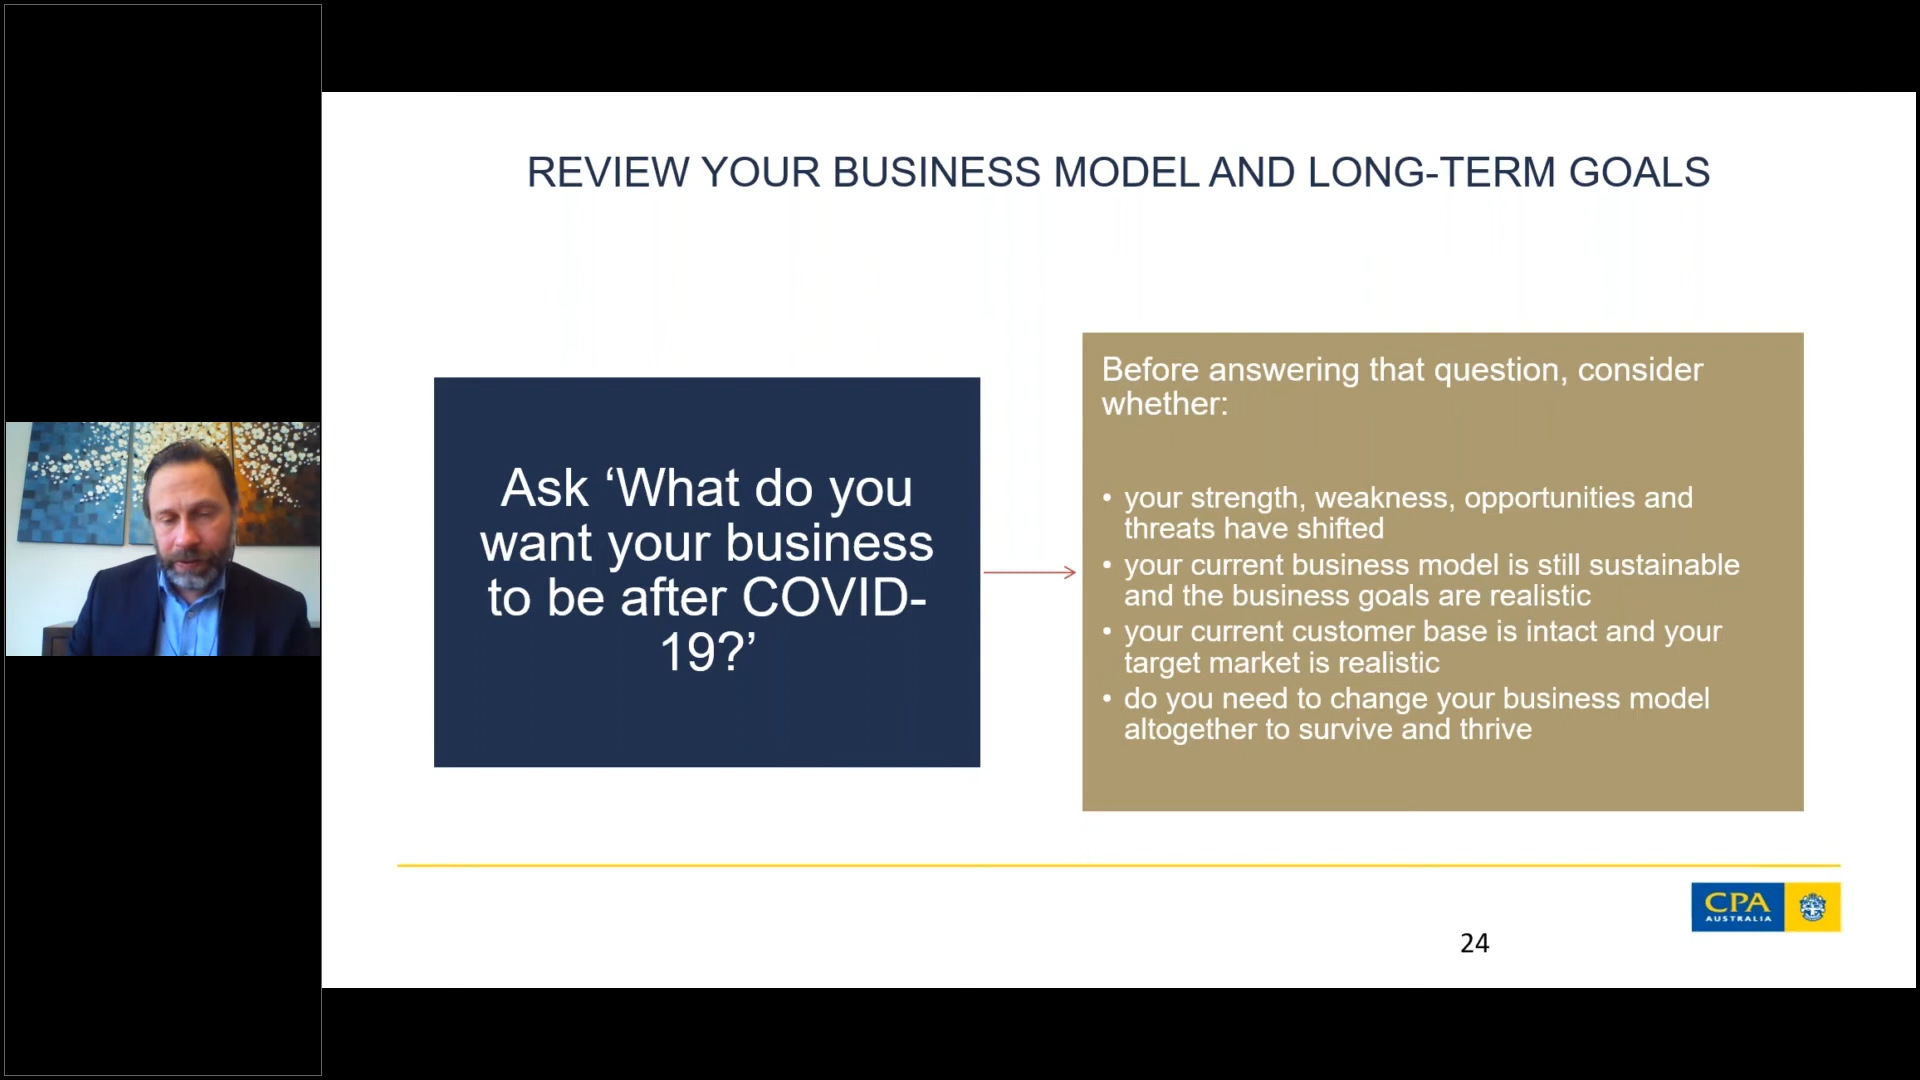 REVIEW YOUR BUSINESS MODEL AND LONG-TERM GOALS
Ask ‘What do you
want your business
to be after COVID-
19?’
Before answering that question, consider
whether:
• your strength, weakness, opportunities and
threats have shifted
• your current business model is still sustainable
and the business goals are realistic
• your current customer base is intact and your
target market is realistic
• do you need to change your business model
altogether to survive and thrive
CPA
AUSTRALIA
24